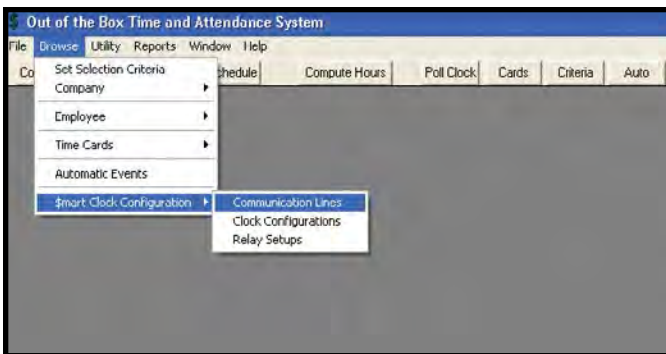 Out of the Box Time and Attendance System
File Browse Utility Reports Window Help
Co chedule Compute Hours Poll Clock Cards Criteria Auto
Set Selection Criteria
Company
Employee
Time Cards
Automatic Events
$mart Clock Configuration
Communication Lines
Clock Configurations
Relay Setups